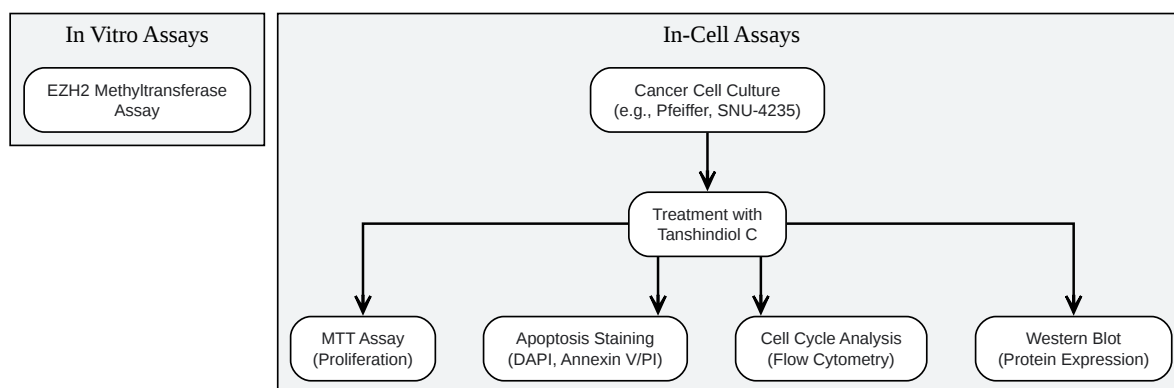 In Vitro Assays
EZH2 Methyltransferase
Assay
In-Cell Assays
Cancer Cell Culture
(e.g., Pfeiffer, SNU-4235)
Treatment with
Tanshindiol C
MTT Assay
(Proliferation)
Apoptosis Staining
(DAPI, Annexin V/PI)
Cell Cycle Analysis
(Flow Cytometry)
Western Blot
(Protein Expression)